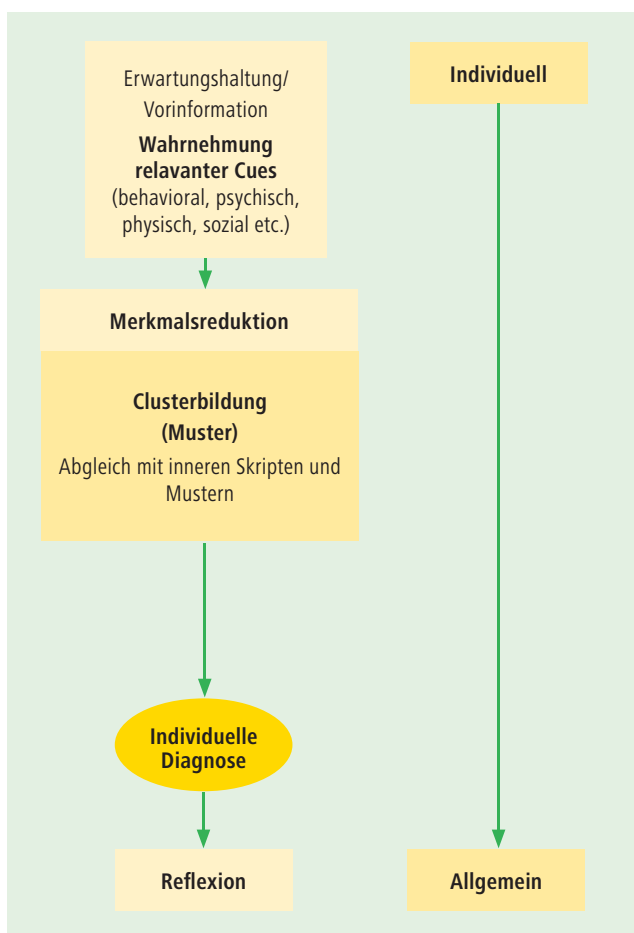 Erwartungshaltung/
Vorinformation
Wahrnehmung
relavanter Cues
(behavioral, psychisch,
physisch, sozial etc.)
Merkmalsreduktion
Clusterbildung
(Muster)
Abgleich mit inneren Skripten und
Mustern
Individuelle
Diagnose
Reflexion
Individuell
Allgemein